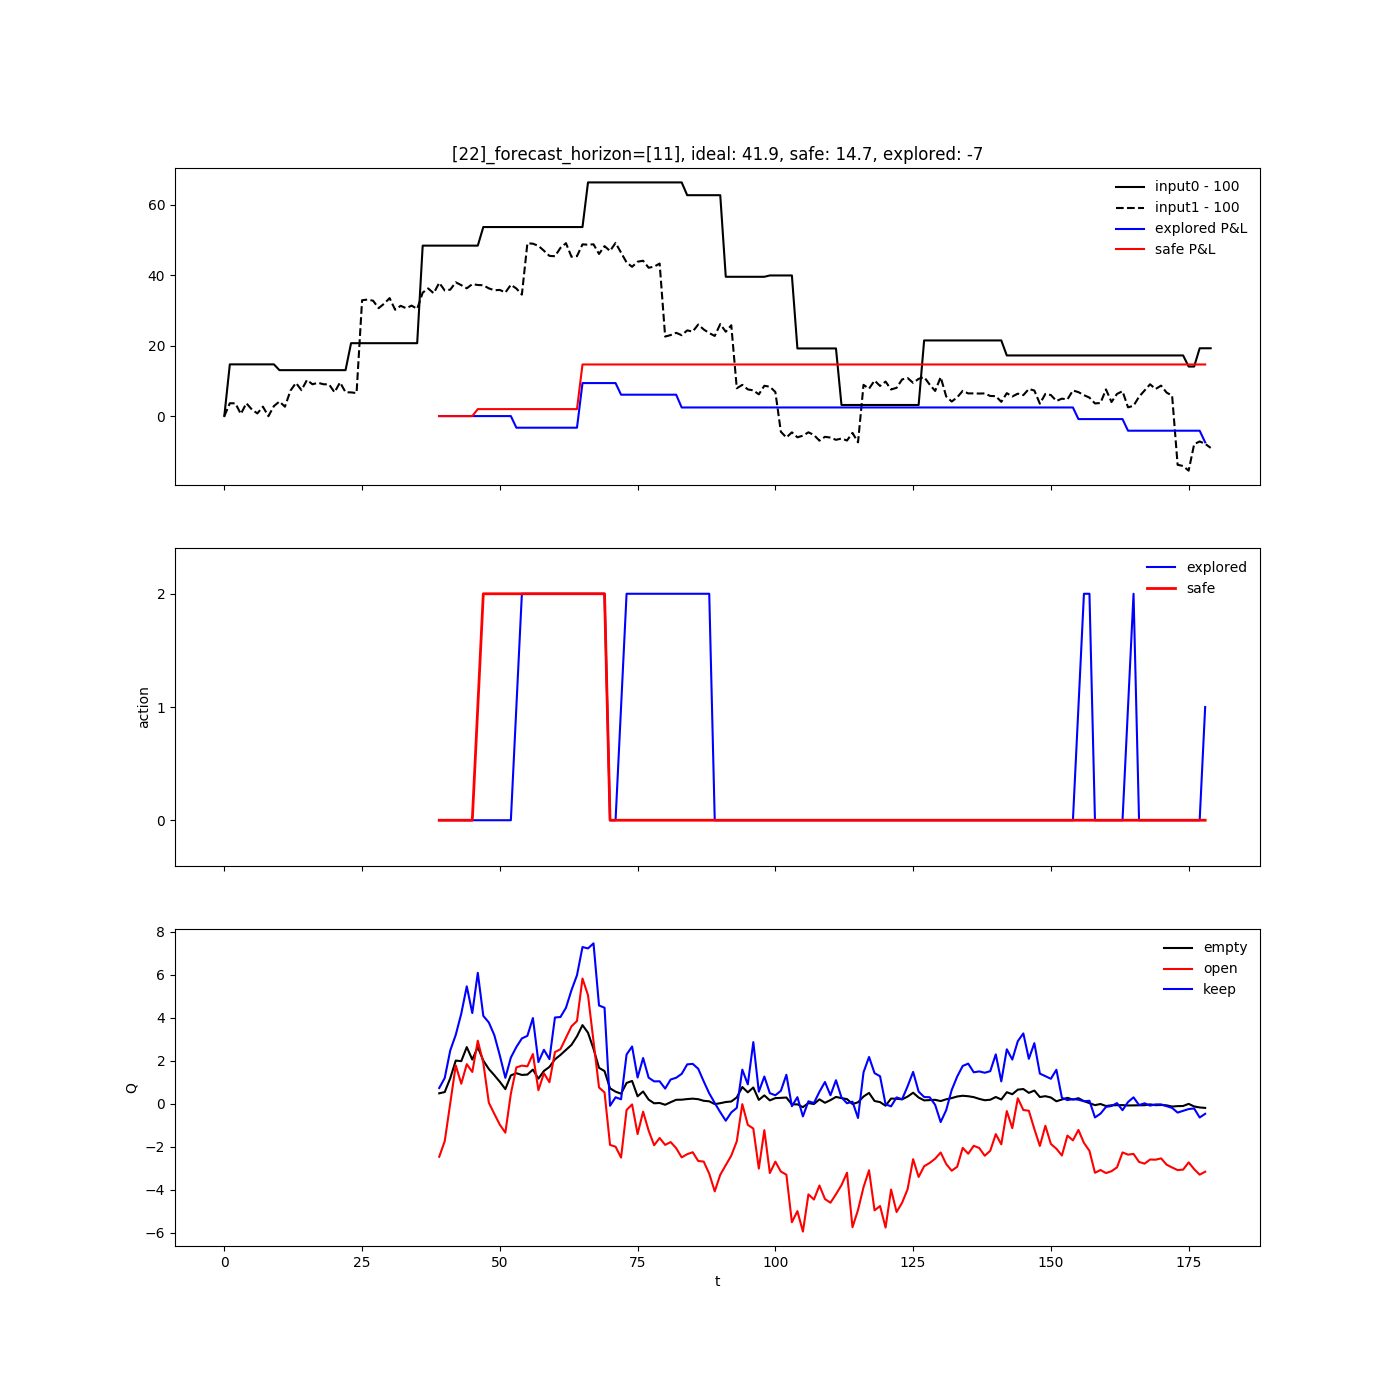 [22]_forecast_horizon=[11], ideal: 41.9, safe: 14.7, explored: -7
input0 - 100
input1 - 100
explored P&L
safe P&L
60
40
20
0
explored
safe
2
1
0
action
empty
open
keep
8
6
4
2
0
−2
−4
−6
Q
0 25 50 75 100 125 150 175
t